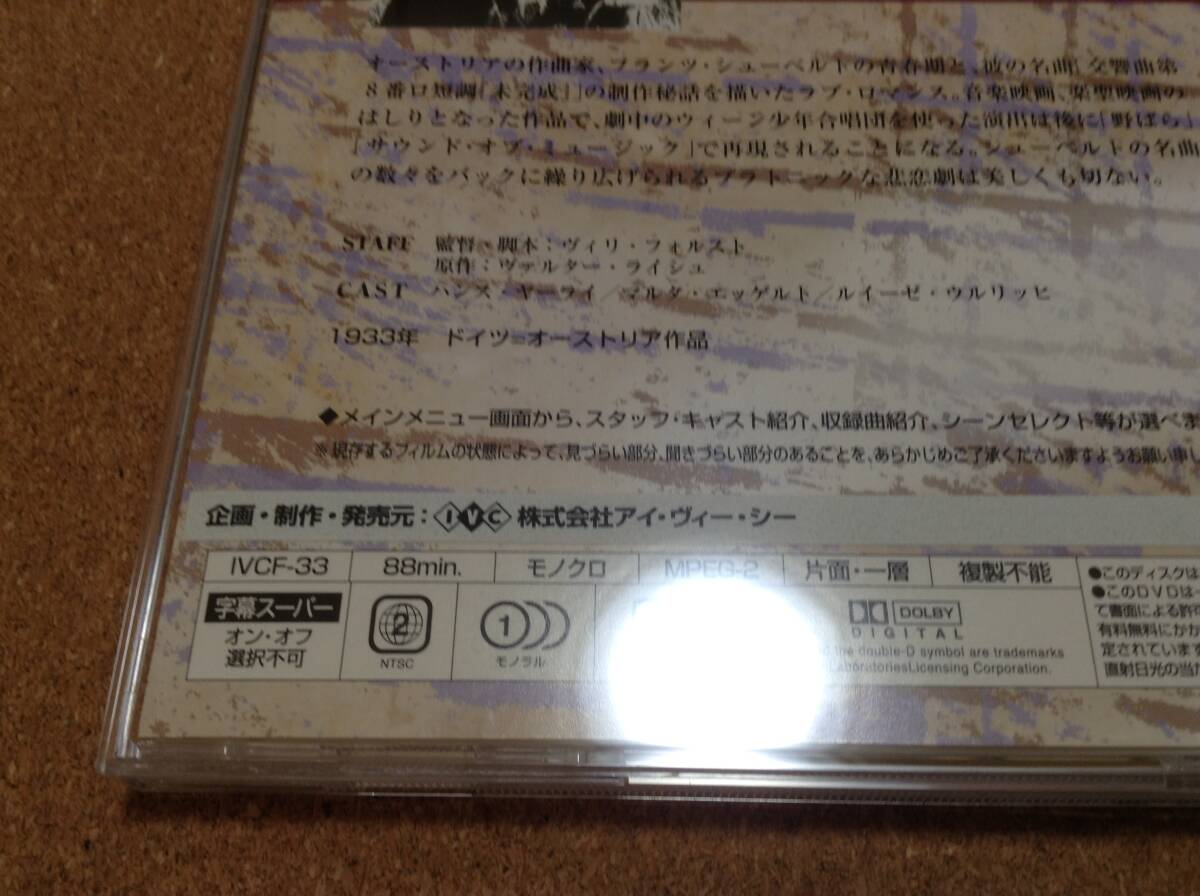 オーストリアの作曲家、フランツ・シューベルトの青春期と、彼の名曲「交響曲第
8番ロ短調「未完成」」の制作秘話を描いたラブ・ロマンス。音楽映画、楽聖映画の
はしりとなった作品で、劇中のウィーン少年合唱団を使った演出は後に「野ばら」
「サウンド・オブ・ミュージック」で再現されることになる。シューベルトの名曲
の数々をバックに繰り広げられるプラトニックな悲恋劇は美しくも切ない。
STAFF 監督・脚本：ヴィリ・フォルスト
原作：ヴァルター・ライシュ
CAST ハンス・ヤーライ／マルタ・エッゲルト／ルイーゼ・ウルリッヒ
1933年 ドイツ=オーストリア作品
◆メインメニュー画面から、スタッフ・キャスト紹介、収録曲紹介、シーンセレクト等が選べま
※現存するフィルムの状態によって、見づらい部分、聞きづらい部分のあることを、あらかじめご了承くださいますようお願い申し
企画・制作・発売元：IVC 株式会社アイ・ヴィー・シー
IVCF-33 88min. モノクロ MPEG-2 片面・一層 複製不能
字幕スーパー
オン・オフ
選択不可
2
NTSC
1
モノラル
DOLBY
DIGITAL
the double-D symbol are trademarks
LaboratoriesLicensing Corporation.
●このディスクは
●このDVDは
て書面による許
有料無料にかか
定されています
直射日光の当